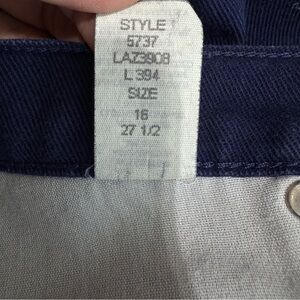 STYLE
5737
LAZ3908
L 394
SIZE
16
27 1/2